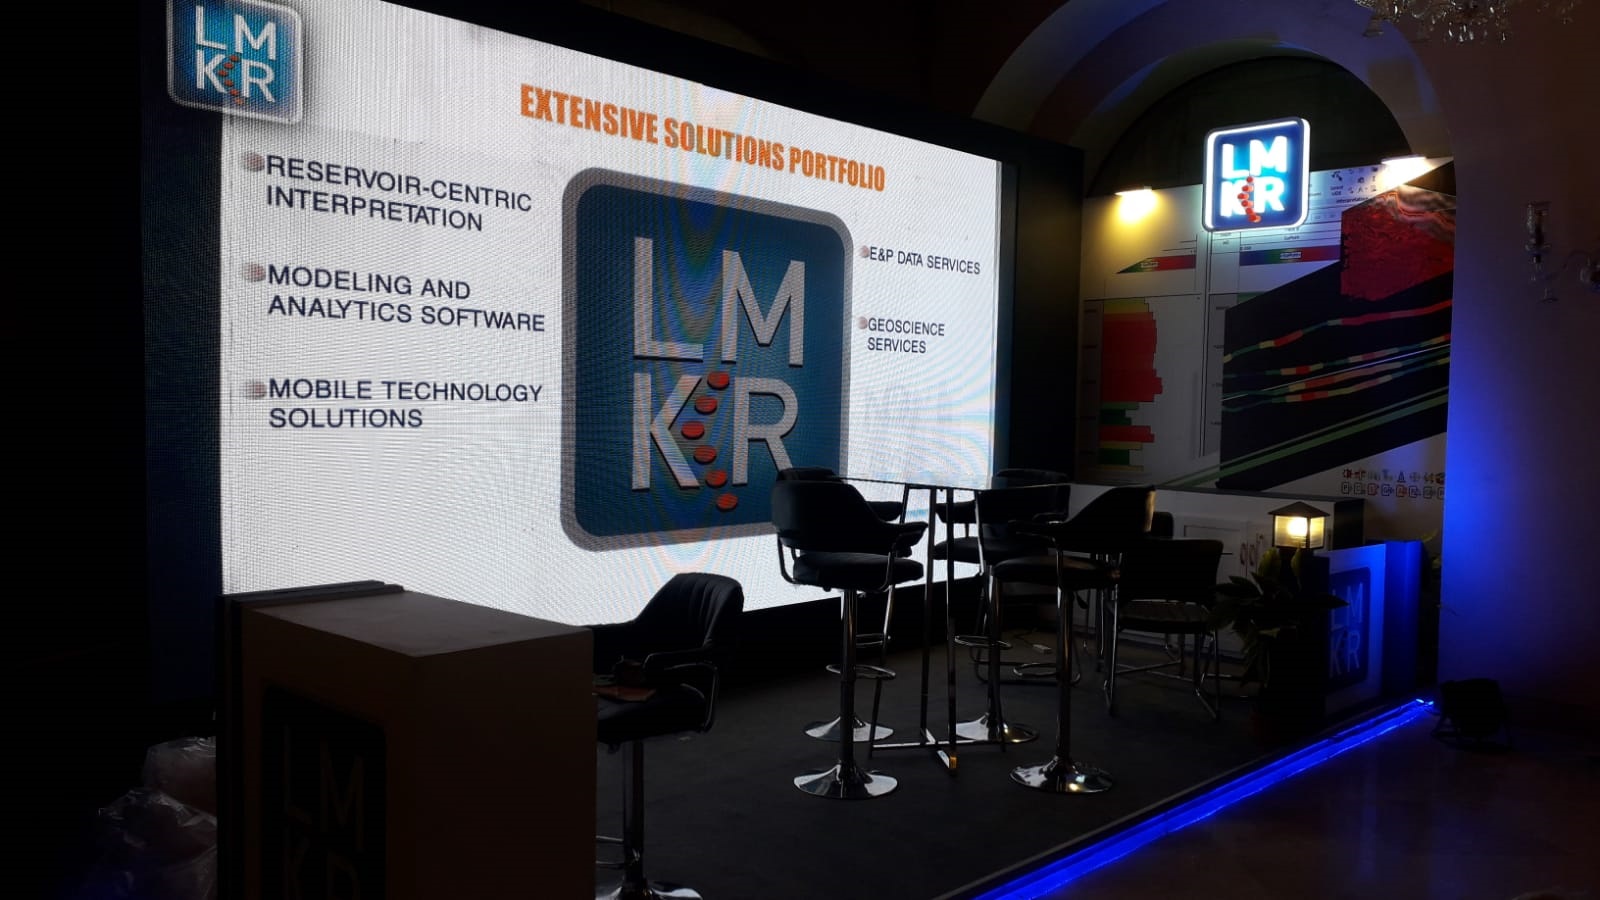 LM
KR
EXTENSIVE SOLUTIONS PORTFOLIO
RESERVOIR-CENTRIC
INTERPRETATION
MODELING AND
ANALYTICS SOFTWARE
MOBILE TECHNOLOGY
SOLUTIONS
LM
KR
E&P DATA SERVICES
GEOSCIENCE
SERVICES
LM
KR
LM
KR
LM
KR